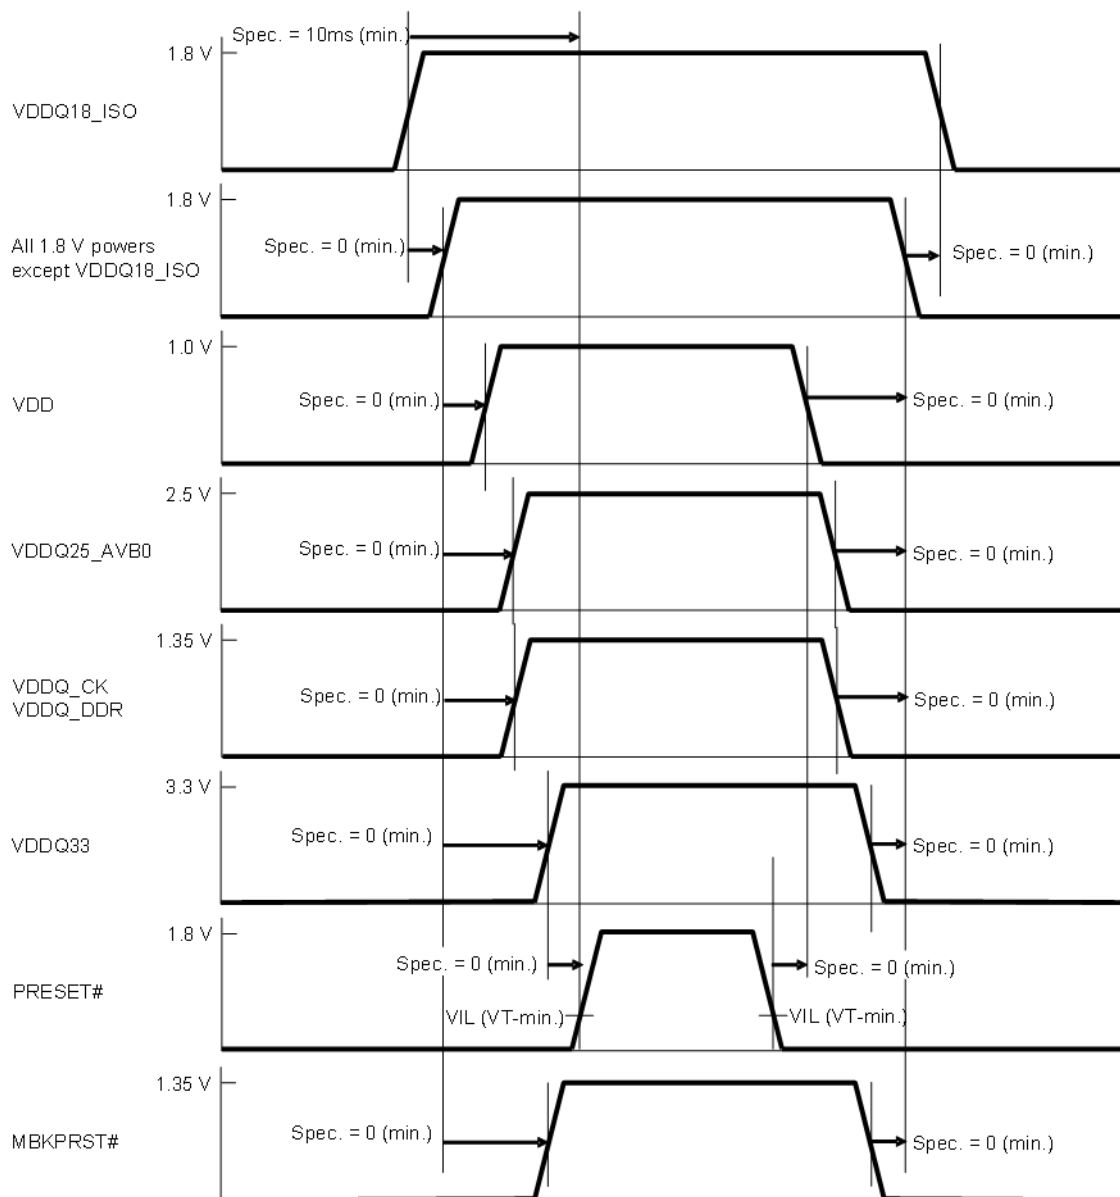 Spec. = 10ms (min.)
1.8 V
VDDQ18_ISO
1.8 V
All 1.8 V powers
except VDDQ18_ISO
Spec. = 0 (min.)
Spec. = 0 (min.)
1.0 V
VDD
Spec. = 0 (min.)
Spec. = 0 (min.)
2.5 V
VDDQ25_AVB0
Spec. = 0 (min.)
Spec. = 0 (min.)
1.35 V
VDDQ_CK
VDDQ_DDR
Spec. = 0 (min.)
Spec. = 0 (min.)
3.3 V
VDDQ33
Spec. = 0 (min.)
Spec. = 0 (min.)
1.8 V
PRESET#
Spec. = 0 (min.)
Spec. = 0 (min.)
VIL (VT-min.)
VIL (VT-min.)
1.35 V
MBKPRST#
Spec. = 0 (min.)
Spec. = 0 (min.)